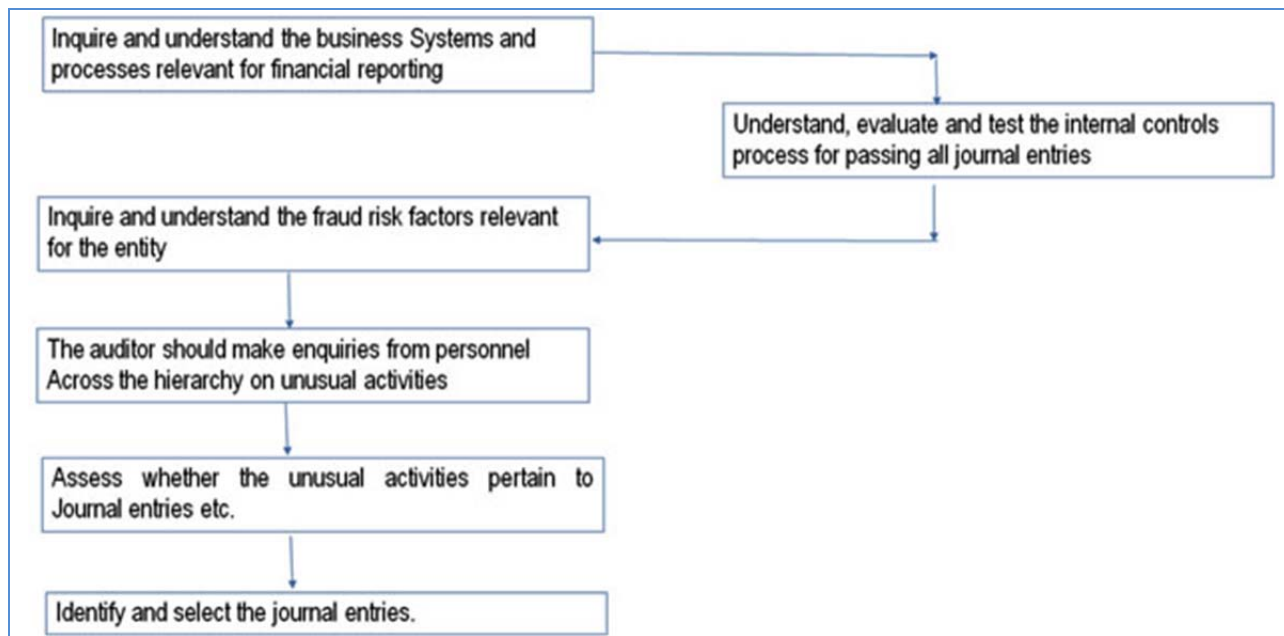 Inquire and understand the business Systems and
processes relevant for financial reporting
Understand, evaluate and test the internal controls
process for passing all journal entries
Inquire and understand the fraud risk factors relevant
for the entity
The auditor should make enquiries from personnel
Across the hierarchy on unusual activities
Assess whether the unusual activities pertain to
Journal entries etc.
Identify and select the journal entries.